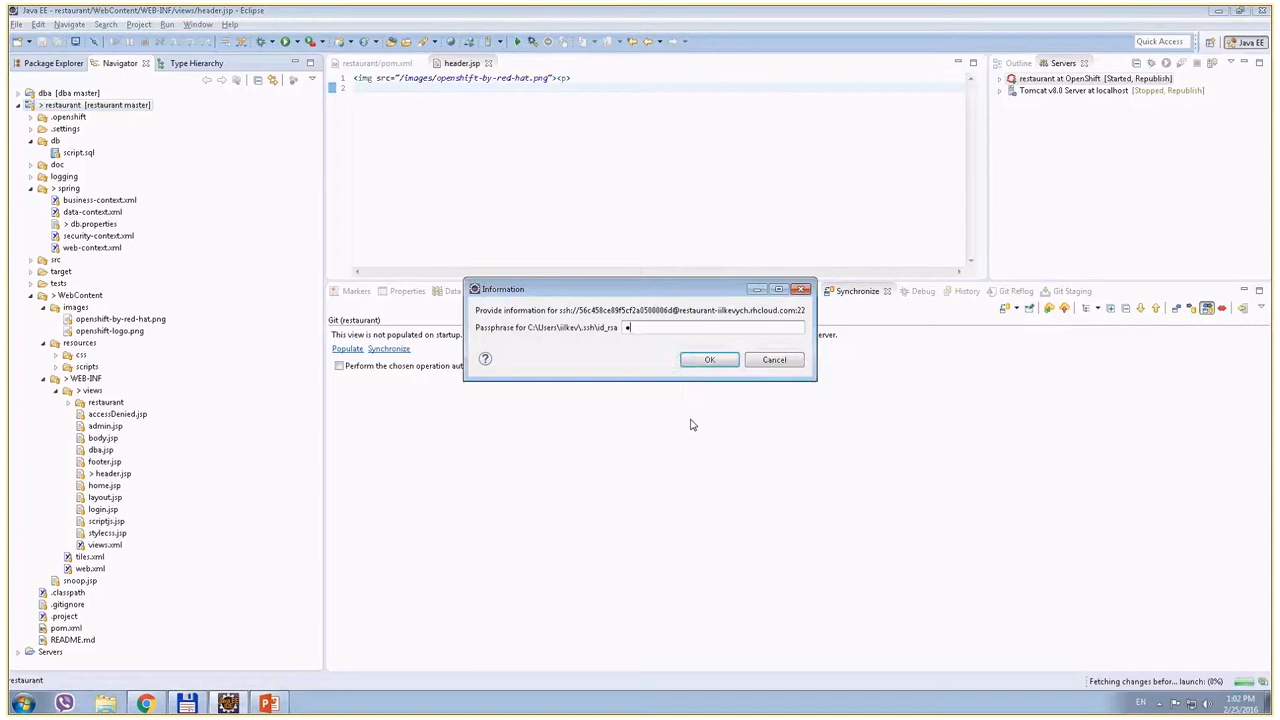 Java EE - restaurant/WebContent/WEB-INF/views/header.jsp - Eclipse
File Edit Navigate Search Project Run Window Help
Quick Access
Java EE
Package Explorer
Navigator
Type Hierarchy
restaurant/pom.xml
header.jsp
Outline
Servers
dba [dba master]
> restaurant [restaurant master]
.openshift
.settings
db
script.sql
doc
logging
> spring
business-context.xml
data-context.xml
> db.properties
security-context.xml
web-context.xml
src
target
tests
> WebContent
images
openshift-by-red-hat.png
openshift-logo.png
resources
css
scripts
> WEB-INF
> views
restaurant
accessDenied.jsp
admin.jsp
body.jsp
dba.jsp
footer.jsp
> header.jsp
home.jsp
layout.jsp
login.jsp
scriptjs.jsp
stylecss.jsp
views.xml
tiles.xml
web.xml
snoop.jsp
.classpath
.gitignore
.project
pom.xml
README.md
Servers
1 <img src="/images/openshift-by-red-hat.png"><p>
2
restaurant at OpenShift [Started, Republish]
Tomcat v8.0 Server at localhost [Stopped, Republish]
Markers
Properties
Data
Synchronize
History
Debug
Git Reflog
Git Staging
Git (restaurant)
This view is not populated on startup.
erver.
Populate Synchronize
Perform the chosen operation aut
Information
Provide information for ssh://56c458ce89f5cf2a0500006d@restaurant-iilkevych.rhcloud.com:22
Passphrase for C:\Users\iilkev\.ssh\id_rsa
OK
Cancel
restaurant
Fetching changes befor... launch: (0%)
EN
1:02 PM
2/25/2016